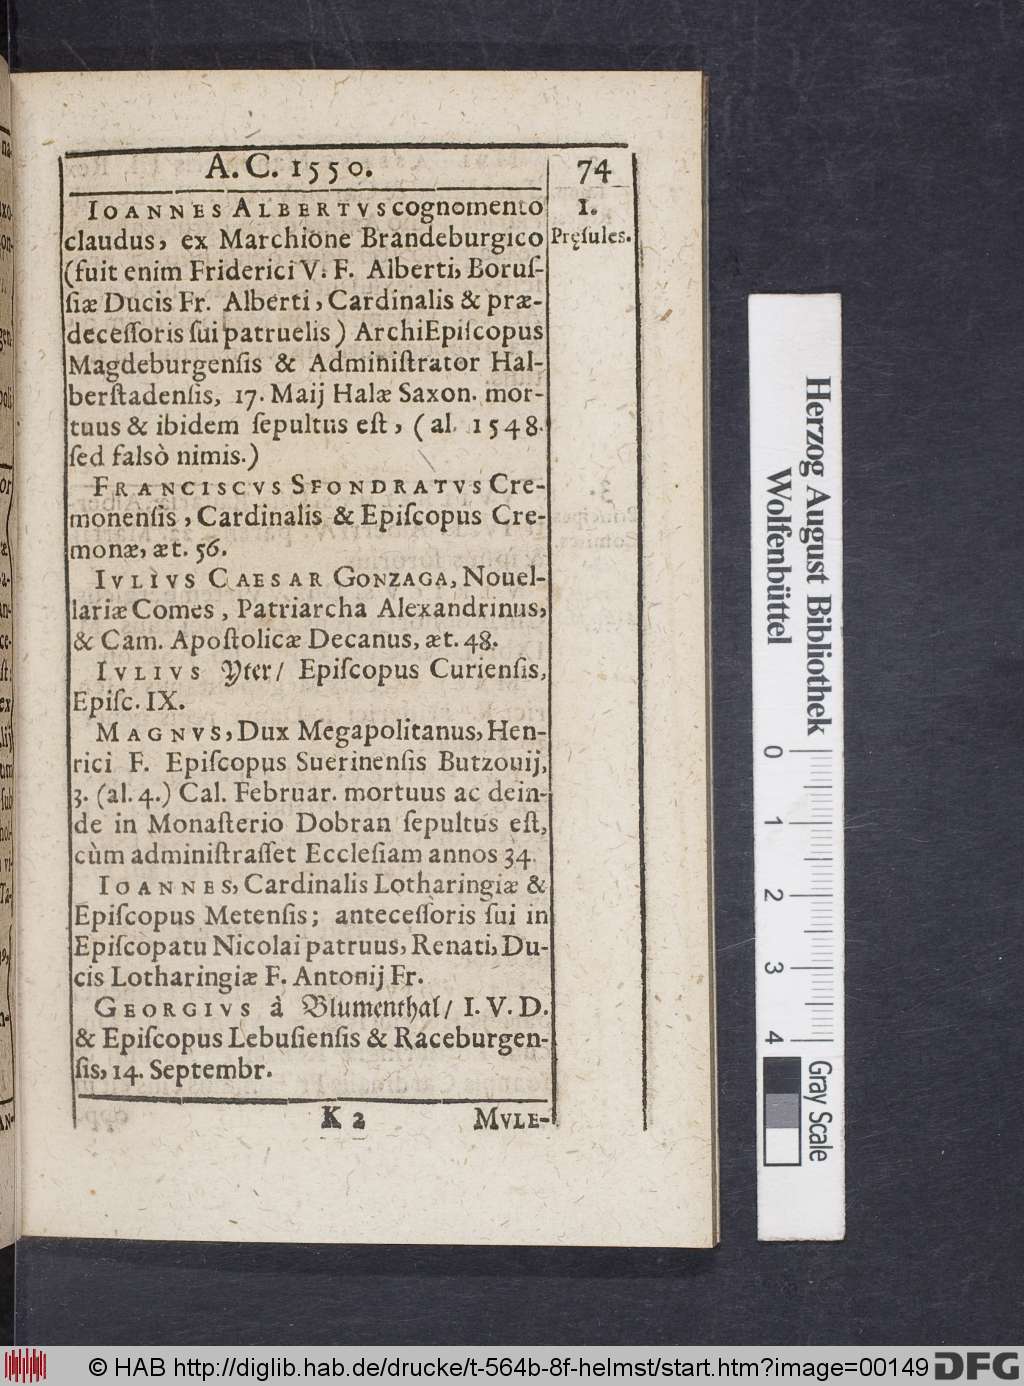 A. C. 1550.
74
IOANNES ALBERTVS cognomento
claudus, ex Marchione Brandeburgico
(fuit enim Friderici V. F. Alberti, Boruſ-
ſiæ Ducis Fr. Alberti, Cardinalis & præ-
deceſſoris ſui patruelis) ArchiEpiſcopus
Magdeburgenſis & Adminiſtrator Hal-
berſtadenſis, 17. Maij Halæ Saxon. mor-
tuus & ibidem ſepultus eſt, (al. 1548.
ſed falsò nimis.)
FRANCISCVS SFONDRATVS Cre-
monenſis, Cardinalis & Epiſcopus Cre-
monæ, æt. 56.
IVLIVS CAESAR GONZAGA, Nouel-
lariæ Comes, Patriarcha Alexandrinus,
& Cam. Apoſtolicæ Decanus, æt. 48.
IVLIVS Yter/ Epiſcopus Curienſis,
Epiſc. IX.
MAGNVS, Dux Megapolitanus, Hen-
rici F. Epiſcopus Suerinenſis Butzouij,
3. (al. 4.) Cal. Februar. mortuus ac dein-
de in Monaſterio Dobran ſepultus eſt,
cùm adminiſtraſſet Eccleſiam annos 34.
IOANNES, Cardinalis Lotharingiæ &
Epiſcopus Metenſis; anteceſſoris ſui in
Epiſcopatu Nicolai patruus, Renati, Du-
cis Lotharingiæ F. Antonij Fr.
GEORGIVS à Blumenthal/ I. V. D.
& Epiſcopus Lebuſienſis & Raceburgen-
ſis, 14. Septembr.
K 2
MVLE-
I.
Pręſules.
Herzog August Bibliothek
Wolfenbüttel
0 1 2 3 4
Gray Scale
© HAB http://diglib.hab.de/drucke/t-564b-8f-helmst/start.htm?image=00149
DFG